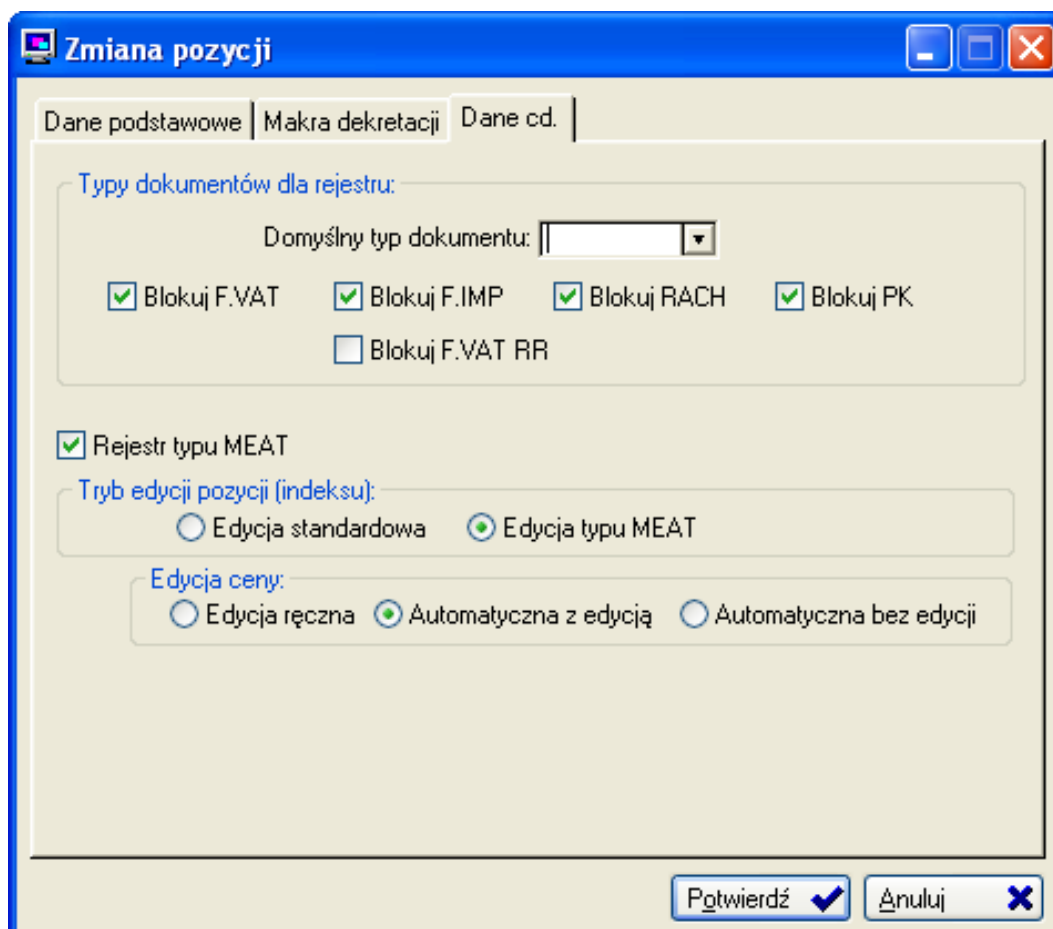 Zmiana pozycji
Dane podstawowe Makra dekretacji Dane cd.
Typy dokumentów dla rejestru:
Domyślny typ dokumentu:
Blokuj F.VAT Blokuj F.IMP Blokuj RACH Blokuj PK
Blokuj F.VAT RR
Rejestr typu MEAT
Tryb edycji pozycji (indeksu):
Edycja standardowa Edycja typu MEAT
Edycja ceny:
Edycja ręczna Automatyczna z edycją Automatyczna bez edycji
Potwierdź Anuluj